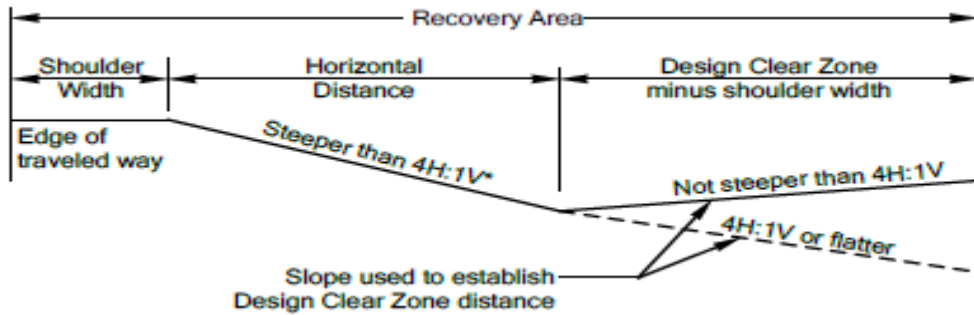 Recovery Area
Shoulder
Width
Horizontal
Distance
Design Clear Zone
minus shoulder width
Edge of
traveled way
Steeper than 4H:1V*
Not steeper than 4H:1V
4H:1V or flatter
Slope used to establish
Design Clear Zone distance